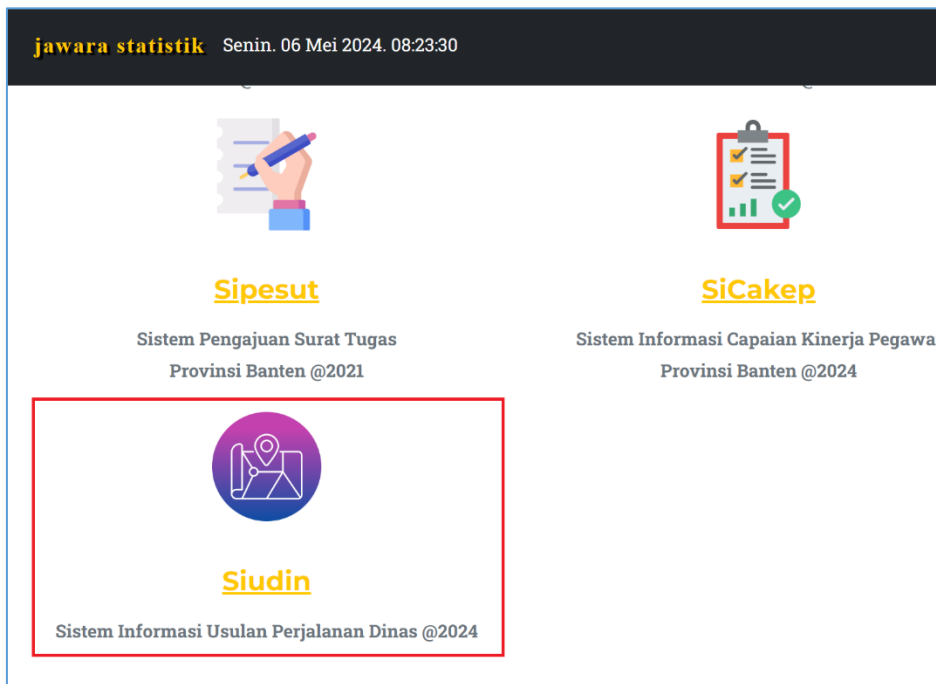 jawara statistik Senin. 06 Mei 2024. 08:23:30
Sipesut
Sistem Pengajuan Surat Tugas
Provinsi Banten @2021
SiCakep
Sistem Informasi Capaian Kinerja Pegawa
Provinsi Banten @2024
Siudin
Sistem Informasi Usulan Perjalanan Dinas @2024